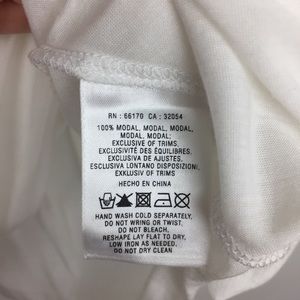 RN : 66170 CA : 32054
100% MODAL, MODAL, MODAL,
MODAL, MODAL;
EXCLUSIVE OF TRIMS.
EXCLUSIVITÉ DES ÉQUILIBRES.
EXCLUSIVA DE AJUSTES.
ESCLUSIVA LONTANO DISPOSIZIONI.
EXKLUSIV OF TRIMS
HECHO EN CHINA
HAND WASH COLD SEPARATELY,
DO NOT WRING OR TWIST,
DO NOT BLEACH.
RESHAPE LAY FLAT TO DRY.
LOW IRON AS NEEDED.
DO NOT DRY CLEAN